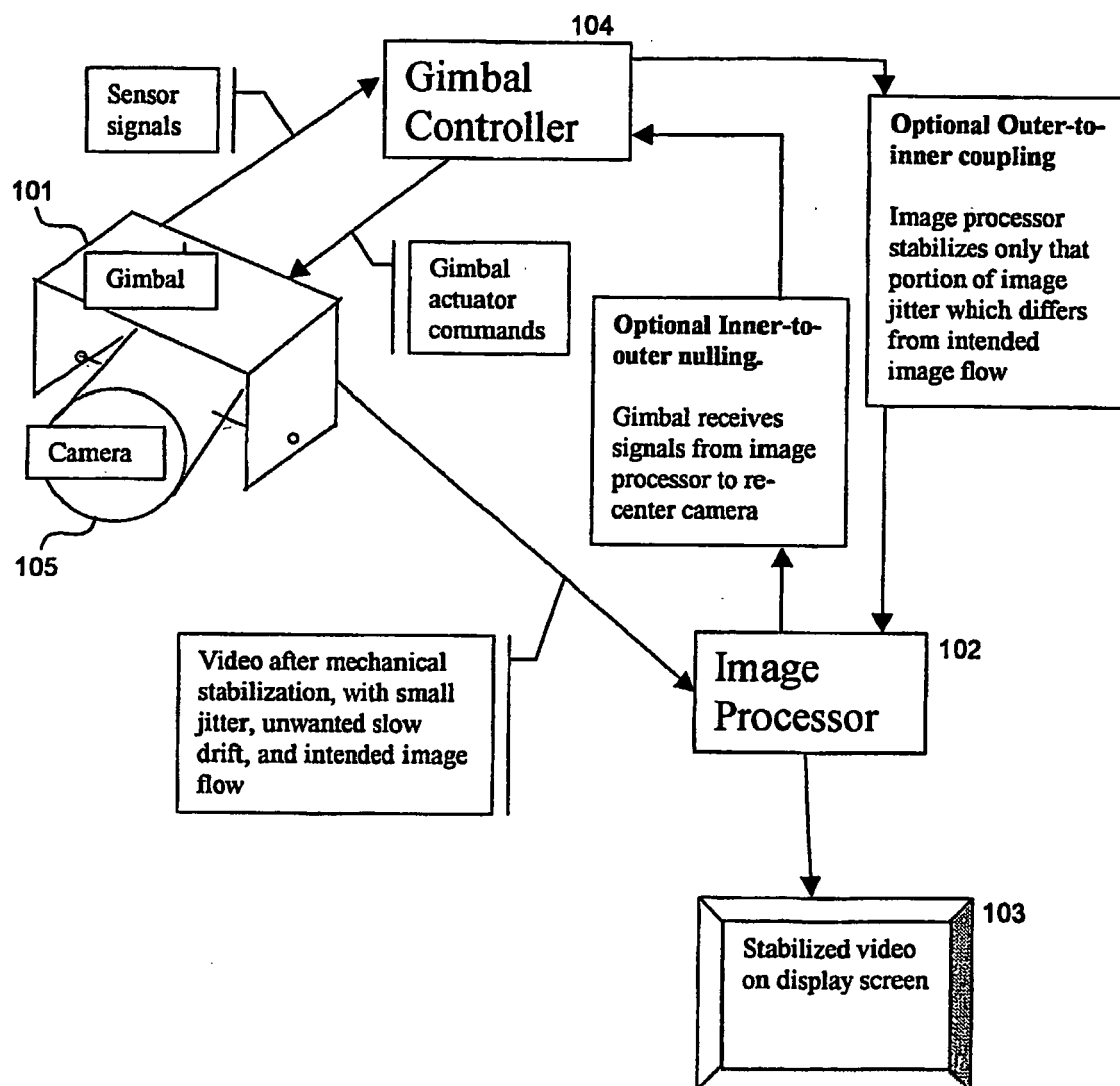 104
Gimbal
Controller
Sensor
signals
101
Gimbal
Camera
105
Gimbal
actuator
commands
Optional Inner-to-
outer nulling.
Gimbal receives
signals from image
processor to re-
center camera
Optional Outer-to-
inner coupling
Image processor
stabilizes only that
portion of image
jitter which differs
from intended
image flow
Video after mechanical
stabilization, with small
jitter, unwanted slow
drift, and intended image
flow
Image
Processor
102
103
Stabilized video
on display screen